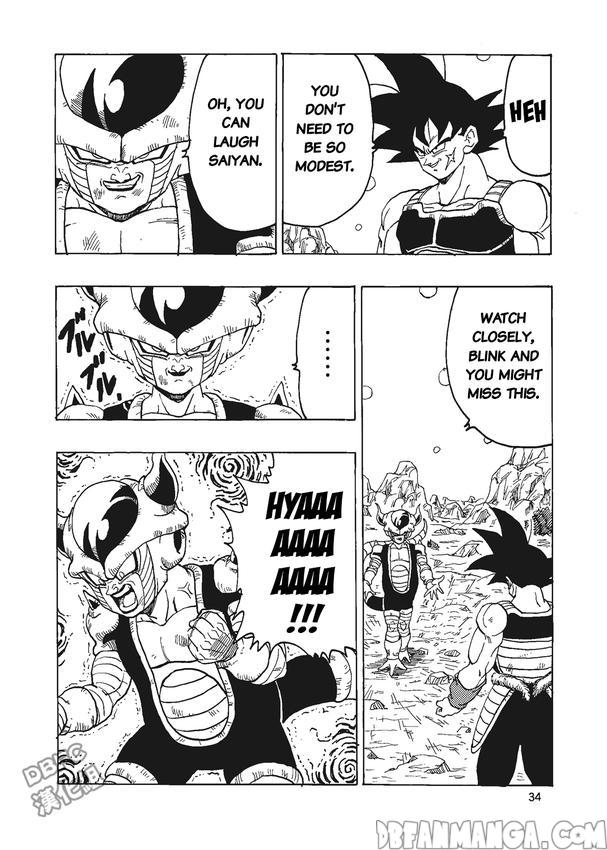 HEH
YOU
DON'T
NEED TO
BE SO
MODEST.
OH, YOU
CAN
LAUGH
SAIYAN.
WATCH
CLOSELY,
BLINK AND
YOU MIGHT
MISS THIS.
......
ブル
ブル
HYAAA
AAAA
AAAA
!!!
34
DBFANMANGA.COM